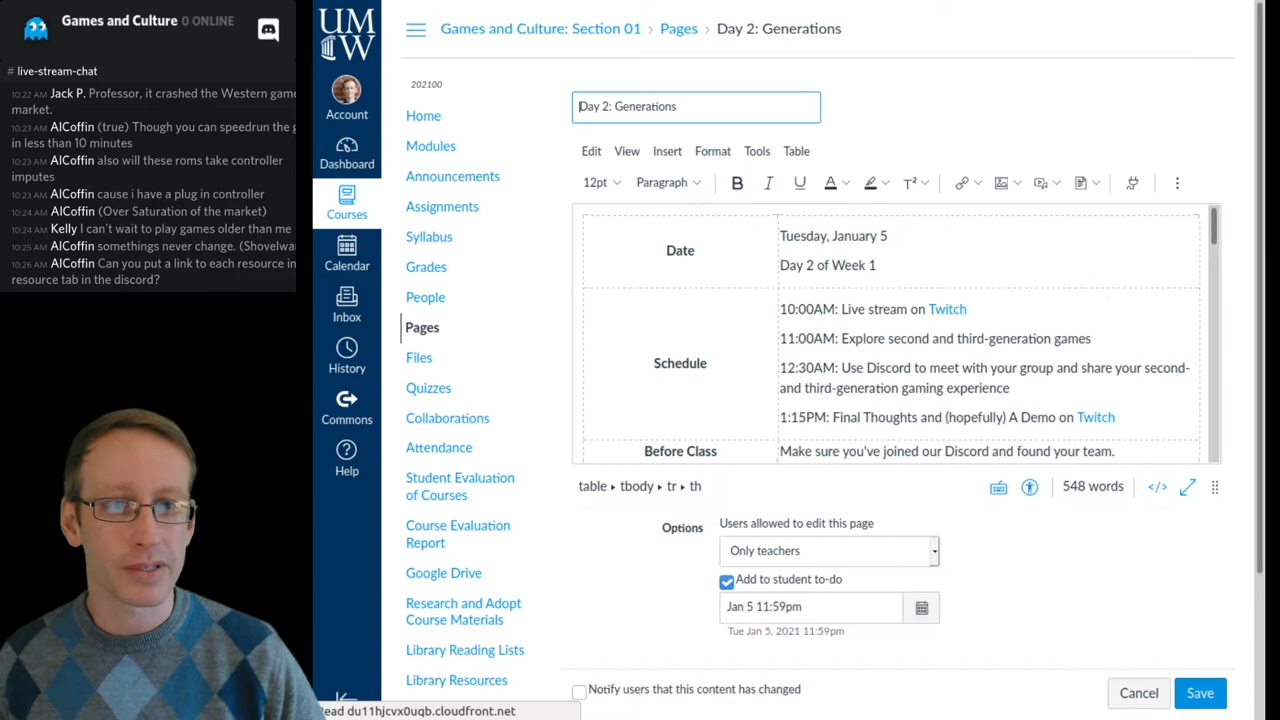 Games and Culture 0 ONLINE
# live-stream-chat
10:22 AM Jack P. Professor, it crashed the Western game
market.
10:23 AM AlCoffin (true) Though you can speedrun the g
in less than 10 minutes
10:23 AM AlCoffin also will these roms take controller
imputes
10:23 AM AlCoffin cause i have a plug in controller
10:24 AM AlCoffin (Over Saturation of the market)
10:24 AM Kelly I can't wait to play games older than me
10:25 AM AlCoffin somethings never change. (Shovelwar
10:26 AM AlCoffin Can you put a link to each resource in
resource tab in the discord?
UM
W
Account
Dashboard
Courses
Calendar
Inbox
History
Commons
Help
Games and Culture: Section 01 › Pages › Day 2: Generations
202100
Home
Modules
Announcements
Assignments
Syllabus
Grades
People
Pages
Files
Quizzes
Collaborations
Attendance
Student Evaluation
of Courses
Course Evaluation
Report
Google Drive
Research and Adopt
Course Materials
Library Reading Lists
Library Resources
Day 2: Generations
Edit View Insert Format Tools Table
12pt Paragraph B I U A T²
Date
Tuesday, January 5
Day 2 of Week 1
Schedule
10:00AM: Live stream on Twitch
11:00AM: Explore second and third-generation games
12:30AM: Use Discord to meet with your group and share your second-
and third-generation gaming experience
1:15PM: Final Thoughts and (hopefully) A Demo on Twitch
Before Class Make sure you've joined our Discord and found your team.
table ▸ tbody ▸ tr ▸ th 548 words </>
Options
Users allowed to edit this page
Only teachers
Add to student to-do
Jan 5 11:59pm
Tue Jan 5, 2021 11:59pm
Notify users that this content has changed
Cancel Save
ead du11hjcvx0uqb.cloudfront.net